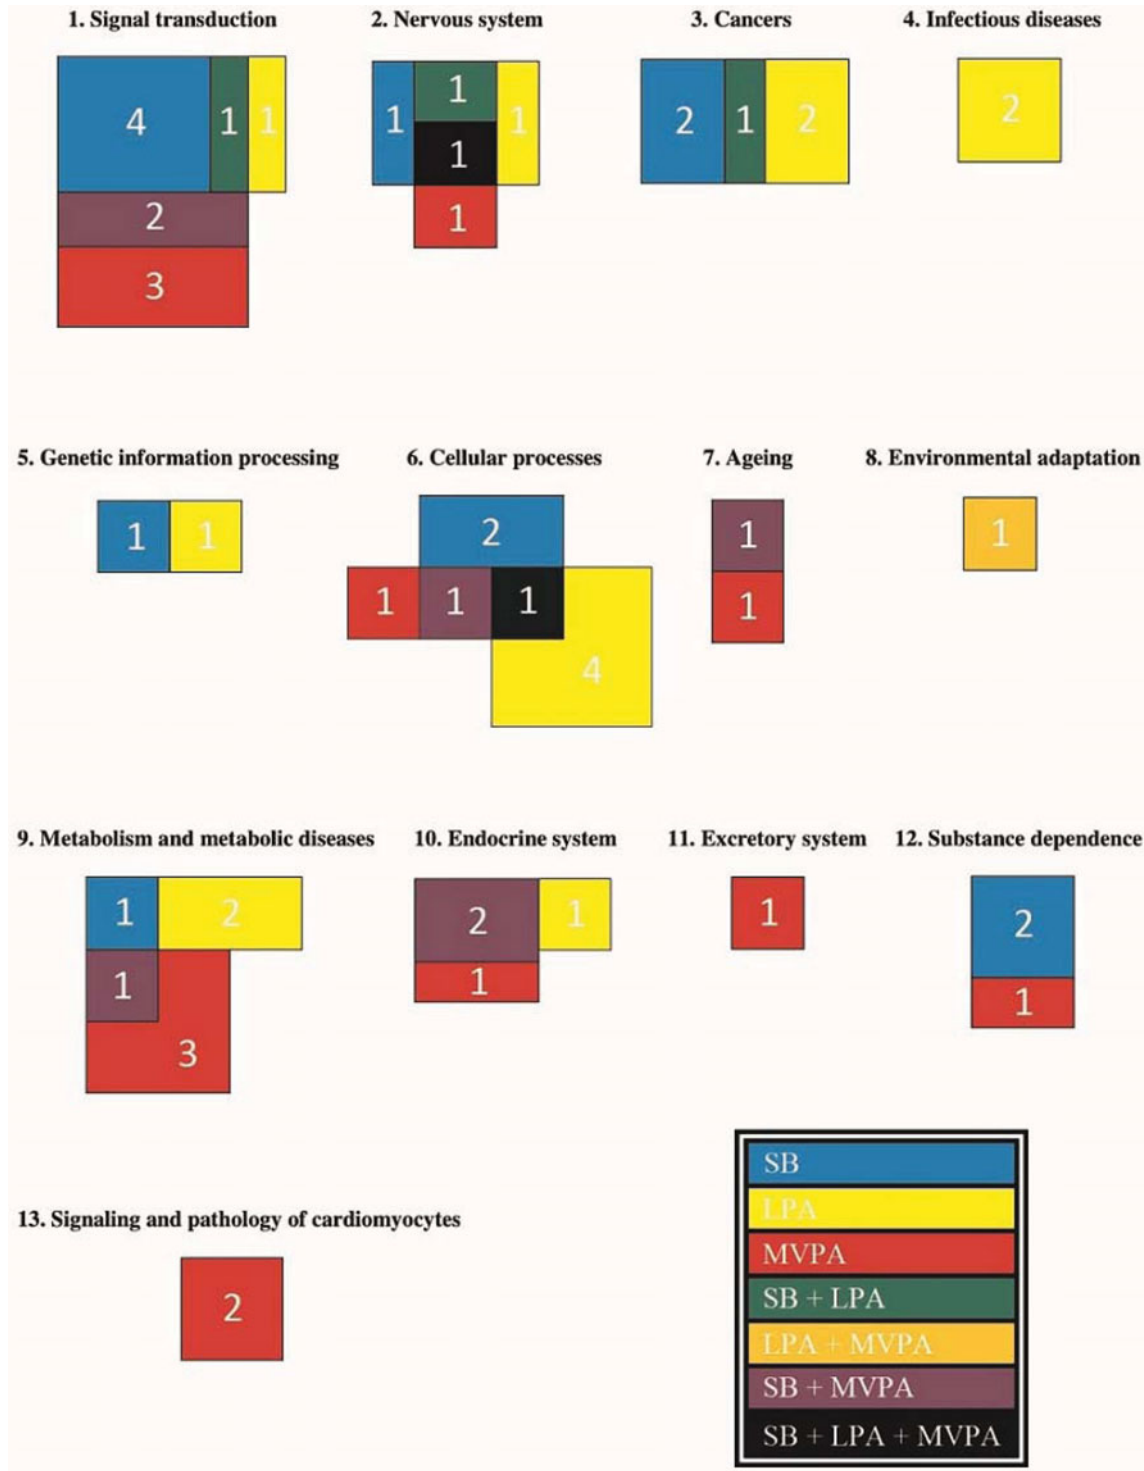 1. Signal transduction
2. Nervous system
3. Cancers
4. Infectious diseases
4
1
1
2
3
1
1
1
1
1
2
1
2
2
5. Genetic information processing
6. Cellular processes
7. Ageing
8. Environmental adaptation
1
1
2
1
1
1
4
1
1
1
9. Metabolism and metabolic diseases
10. Endocrine system
11. Excretory system
12. Substance dependence
1
2
1
3
2
1
1
1
2
1
13. Signaling and pathology of cardiomyocytes
2
SB
LPA
MVPA
SB + LPA
LPA + MVPA
SB + MVPA
SB + LPA + MVPA